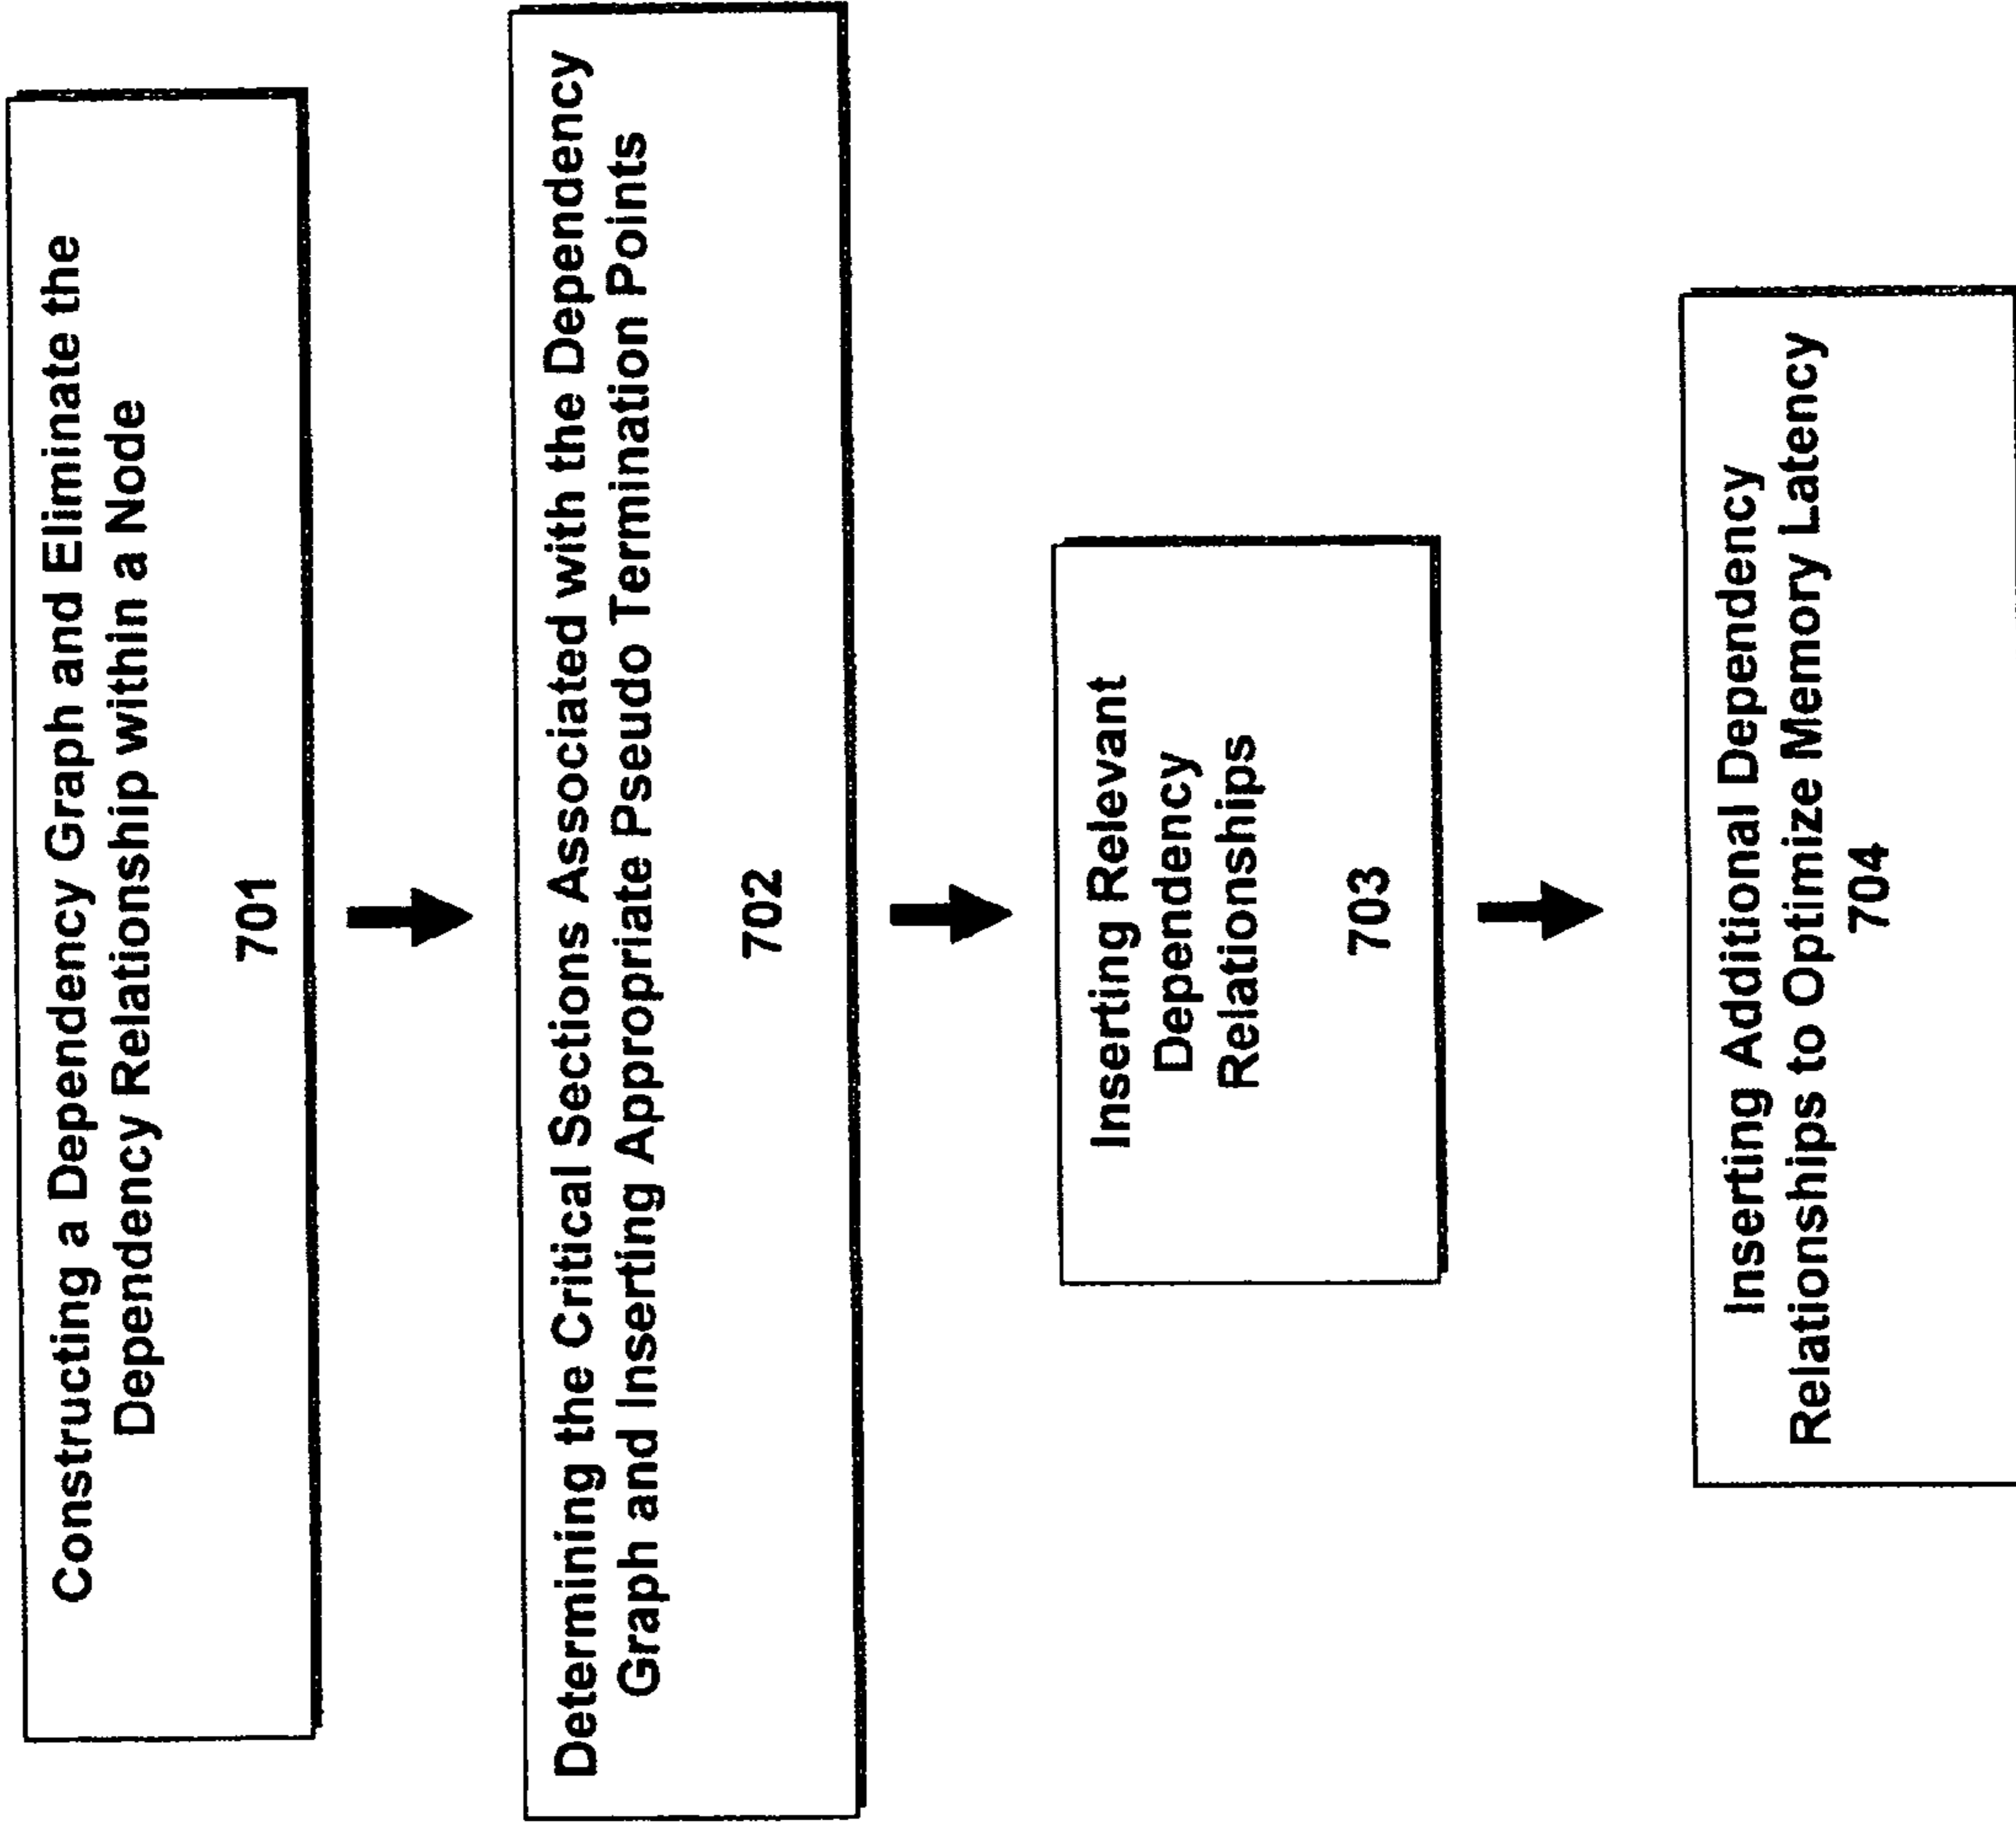 Constructing a Dependency Graph and Eliminate the
Dependency Relationship within a Node
701
Determining the Critical Sections Associated with the Dependency
Graph and Inserting Appropriate Pseudo Termination Points
702
Inserting Relevant
Dependency
Relationships
703
Inserting Additional Dependency
Relationships to Optimize Memory Latency
704